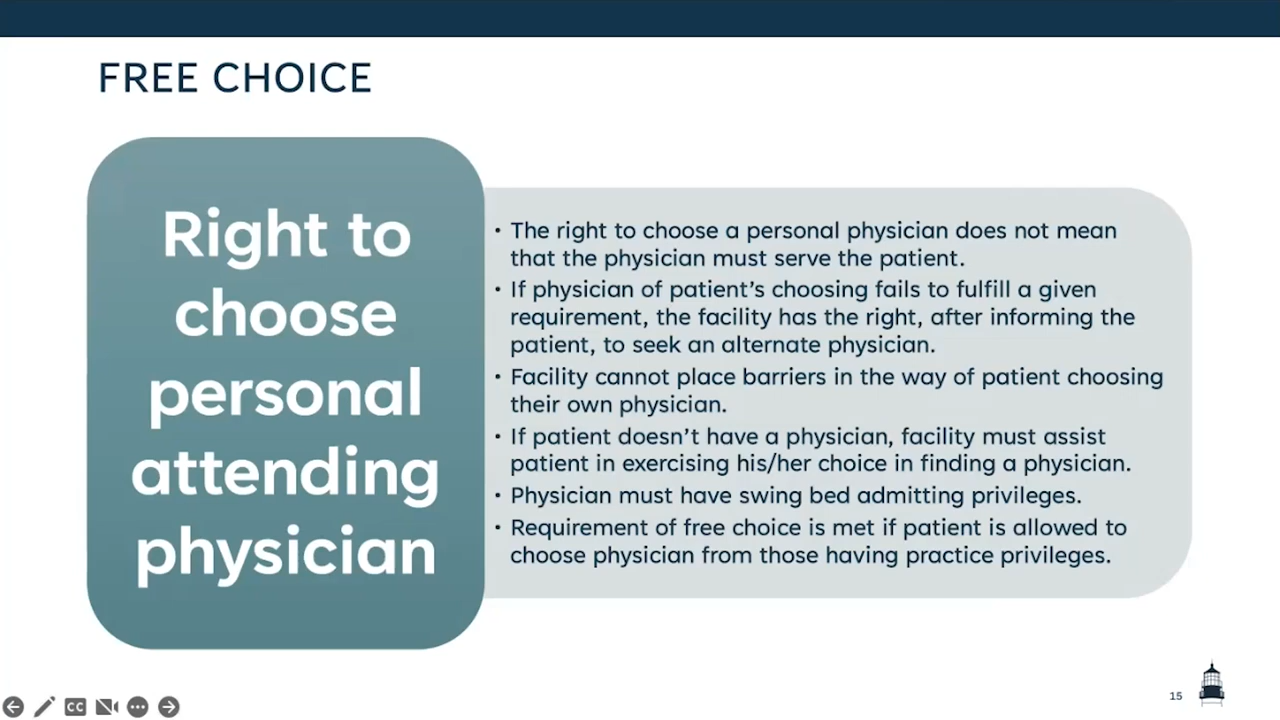 FREE CHOICE
Right to
choose
personal
attending
physician
• The right to choose a personal physician does not mean
that the physician must serve the patient.
• If physician of patient’s choosing fails to fulfill a given
requirement, the facility has the right, after informing the
patient, to seek an alternate physician.
• Facility cannot place barriers in the way of patient choosing
their own physician.
• If patient doesn’t have a physician, facility must assist
patient in exercising his/her choice in finding a physician.
• Physician must have swing bed admitting privileges.
• Requirement of free choice is met if patient is allowed to
choose physician from those having practice privileges.
CC
15